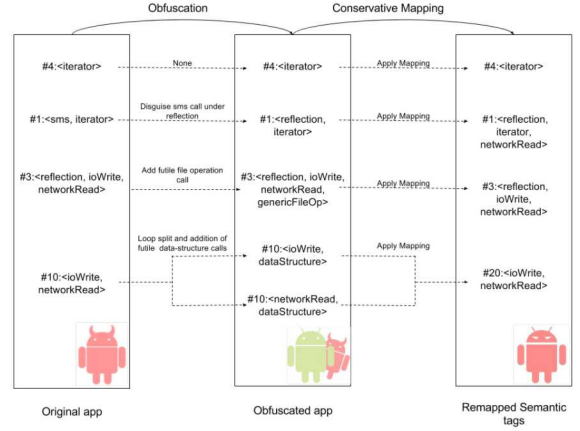 Obfuscation
Conservative Mapping
#4:<iterator>
None
#4:<iterator>
Apply Mapping
#4:<iterator>
#1:<sms, iterator>
Disguise sms call under
reflection
#1:<reflection,
iterator>
Apply Mapping
#1:<reflection,
iterator,
networkRead>
#3:<reflection, ioWrite,
networkRead>
Add futile file operation
call
#3:<reflection, ioWrite,
networkRead,
genericFileOp>
Apply Mapping
#3:<reflection,
ioWrite,
networkRead>
#10:<ioWrite,
networkRead>
Loop split and addition of
futile data-structure calls
#10:<ioWrite,
dataStructure>
#10:<networkRead,
dataStructure>
Apply Mapping
#20:<ioWrite,
networkRead>
Original app
Obfuscated app
Remapped Semantic
tags